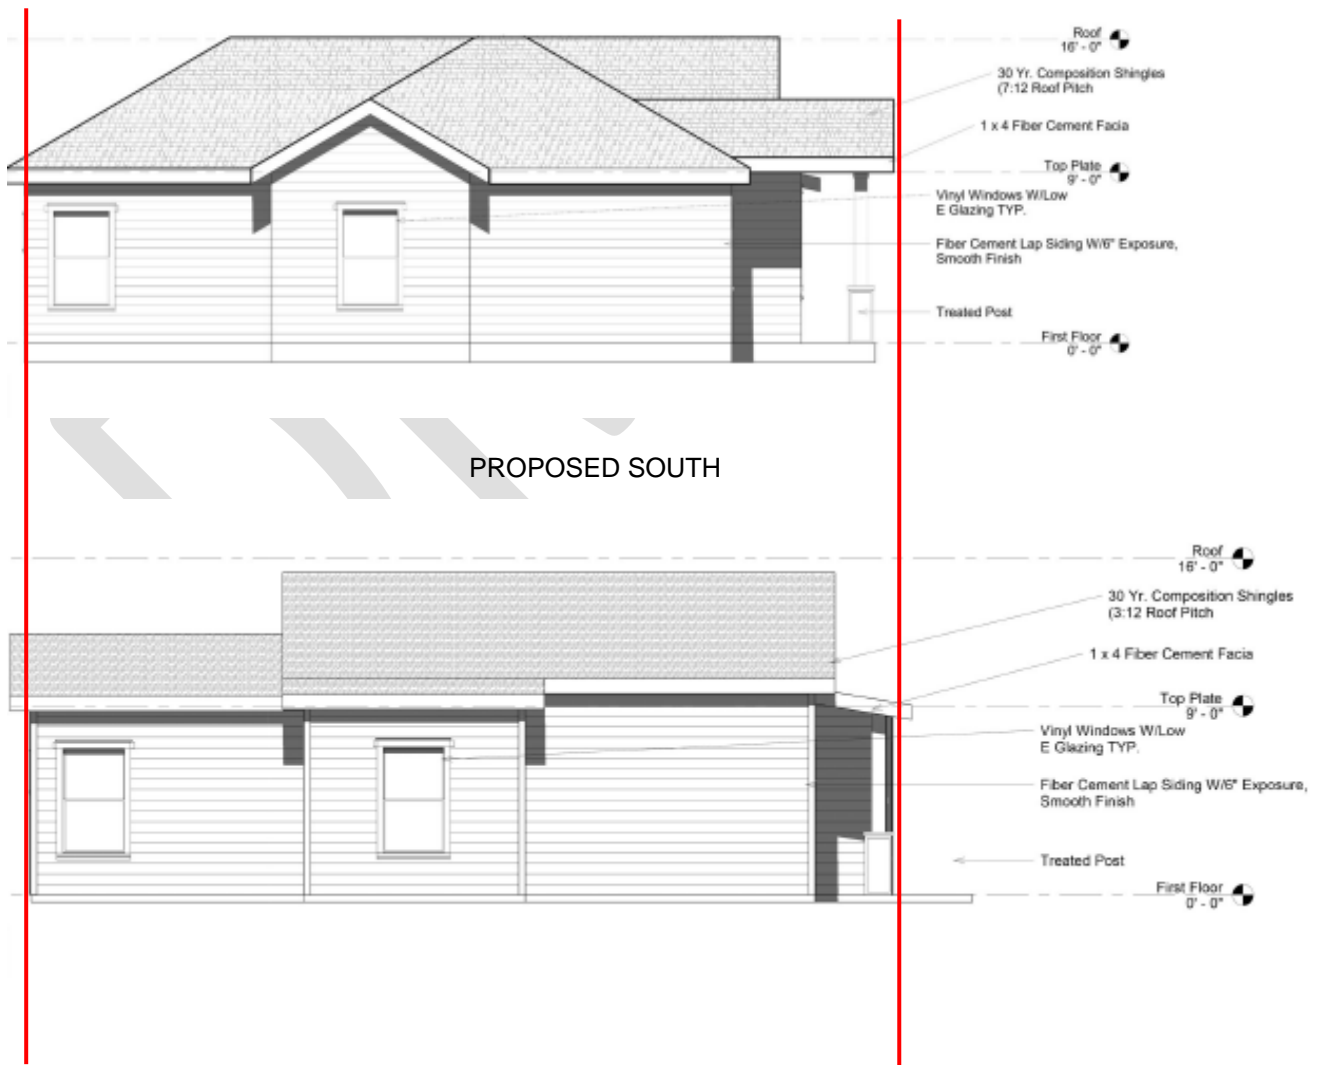 Roof
16' - 0"
30 Yr. Composition Shingles
(7:12 Roof Pitch
1 x 4 Fiber Cement Facia
Top Plate
9' - 0"
Vinyl Windows W/Low
E Glazing TYP.
Fiber Cement Lap Siding W/6" Exposure,
Smooth Finish
Treated Post
First Floor
0' - 0"
PROPOSED SOUTH
Roof
16' - 0"
30 Yr. Composition Shingles
(3:12 Roof Pitch
1 x 4 Fiber Cement Facia
Top Plate
9' - 0"
Vinyl Windows W/Low
E Glazing TYP.
Fiber Cement Lap Siding W/6" Exposure,
Smooth Finish
Treated Post
First Floor
0' - 0"